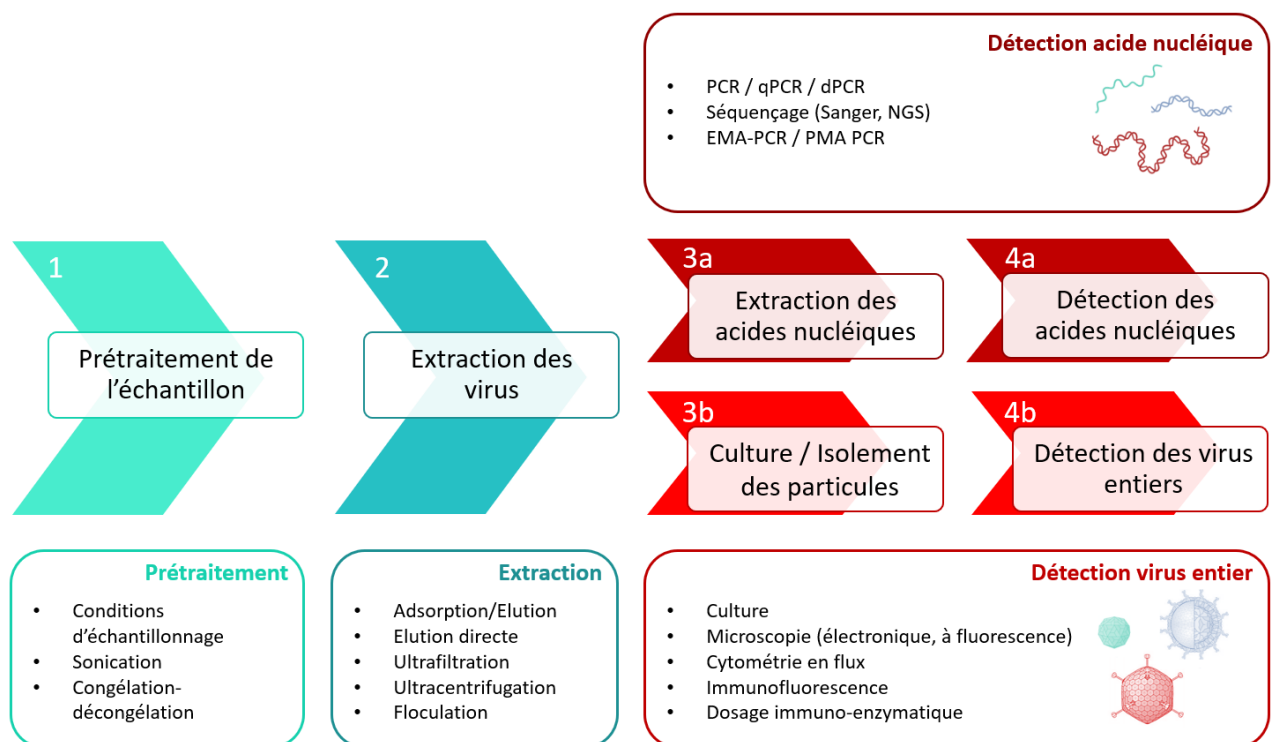 Détection acide nucléique
• PCR / qPCR / dPCR
• Séquençage (Sanger, NGS)
• EMA-PCR / PMA PCR
1
Prétraitement de
l'échantillon
2
Extraction des
virus
3a
Extraction des
acides nucléiques
4a
Détection des
acides nucléiques
3b
Culture / Isolement
des particules
4b
Détection des virus
entiers
Prétraitement
• Conditions
d'échantillonnage
• Sonication
• Congélation-
décongélation
Extraction
• Adsorption/Elution
• Elution directe
• Ultrafiltration
• Ultracentrifugation
• Floculation
Détection virus entier
• Culture
• Microscopie (électronique, à fluorescence)
• Cytométrie en flux
• Immunofluorescence
• Dosage immuno-enzymatique